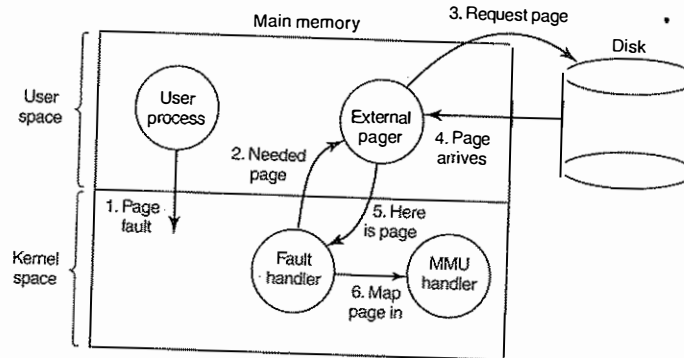 Main memory
3. Request page
Disk
User
space
User
process
External
pager
2. Needed
page
4. Page
arrives
1. Page
fault
5. Here
is page
Kernel
space
Fault
handler
MMU
handler
6. Map
page in